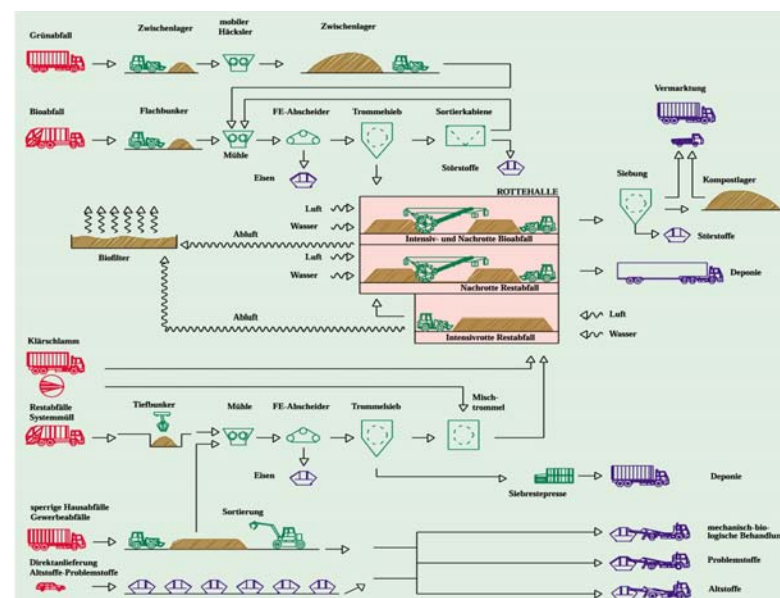 Grünabfall
Zwischenlager
mobiler
Häcksler
Zwischenlager
Bioabfall
Flachbunker
Mühle
FE-Abscheider
Eisen
Trommelsieb
Sortierkabiene
Störstoffe
Vermarktung
Siebung
Kompostlager
Störstoffe
ROTTEHALLE
Luft
Wasser
Intensiv- und Nachrotte Bioabfall
Luft
Wasser
Nachrotte Restabfall
Deponie
Abluft
Biofilter
Abluft
Intensivrotte Restabfall
Luft
Wasser
Klärschlamm
Restabfälle
Systemmüll
Tiefbunker
Mühle
FE-Abscheider
Eisen
Trommelsieb
Misch-
trommel
Siebrestepresse
Deponie
sperrige Hausabfälle
Gewerbeabfälle
Sortierung
mechanisch-bio-
logische Behandlun
Direktanlieferung
Altstoffe-Problemstoffe
Problemstoffe
Altstoffe